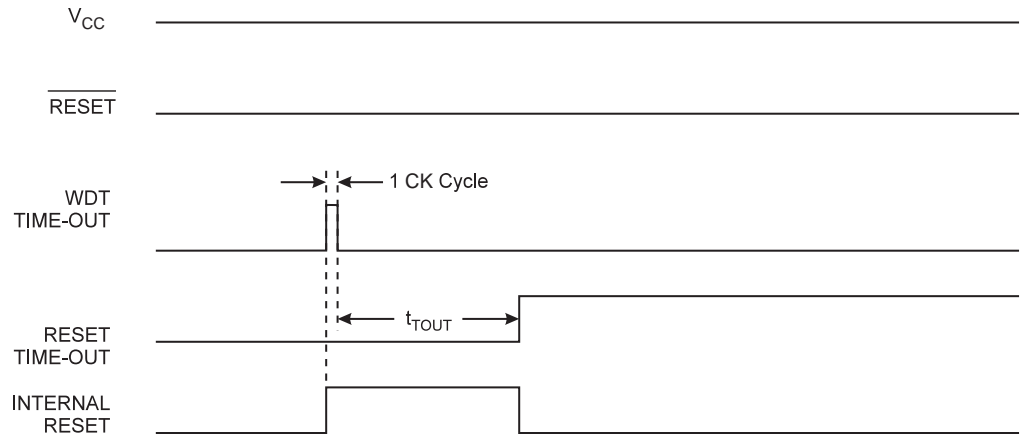 VCC
RESET
WDT
TIME-OUT
1 CK Cycle
RESET
TIME-OUT
tTOUT
INTERNAL
RESET